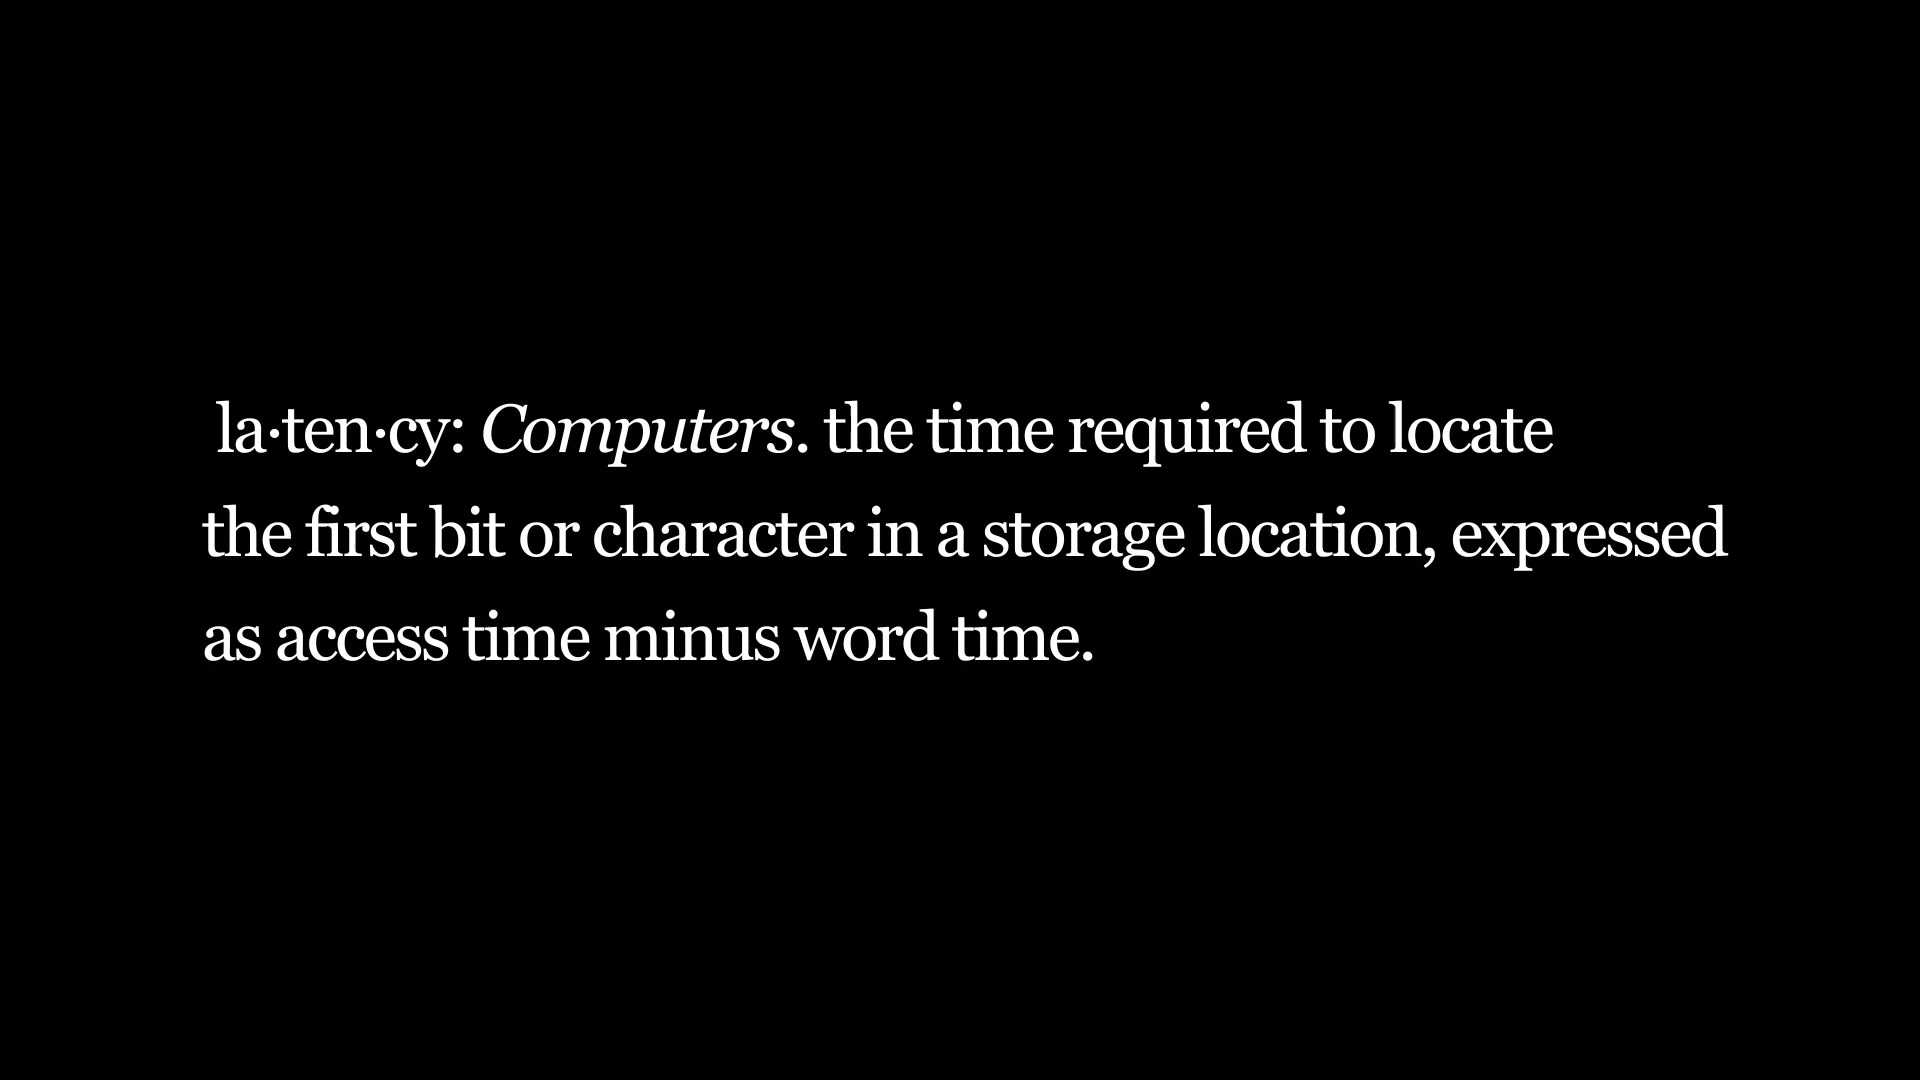 la·ten·cy: Computers. the time required to locate
the first bit or character in a storage location, expressed
as access time minus word time.